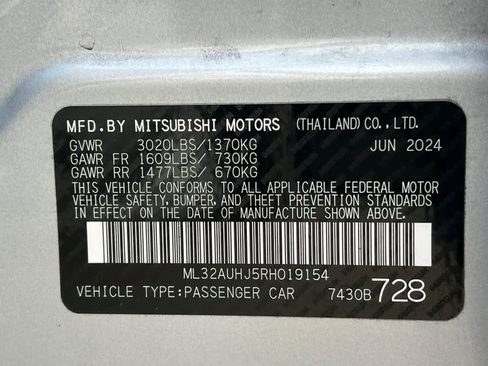 MFD.BY MITSUBISHI MOTORS (THAILAND)CO.,LTD.
GVWR 3020LBS/1370KG JUN 2024
GAWR FR 1609LBS/ 730KG
GAWR RR 1477LBS/ 670KG
THIS VEHICLE CONFORMS TO ALL APPLICABLE FEDERAL MOTOR
VEHICLE SAFETY, BUMPER, AND THEFT PREVENTION STANDARDS
IN EFFECT ON THE DATE OF MANUFACTURE SHOWN ABOVE.
ML32AUHJ5RH019154
VEHICLE TYPE:PASSENGER CAR 7430B 728